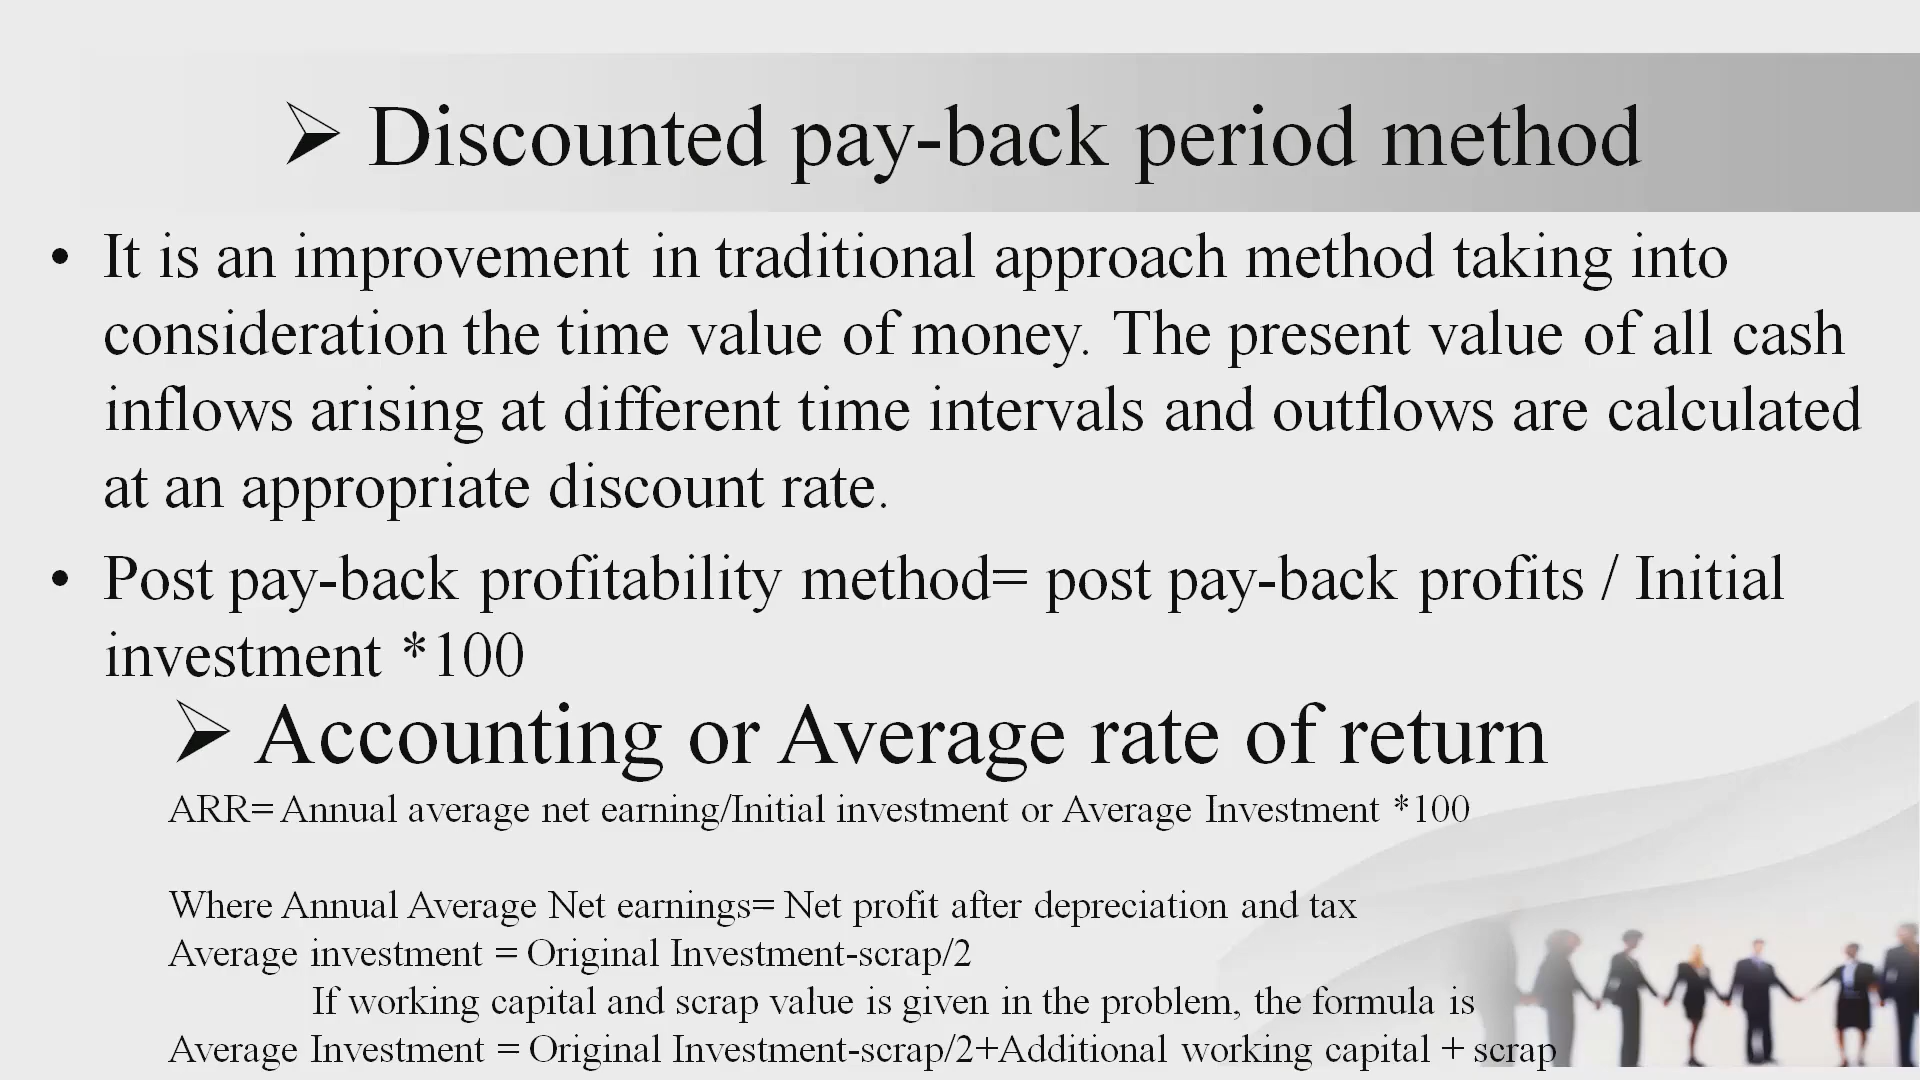 ➢ Discounted pay-back period method
• It is an improvement in traditional approach method taking into
consideration the time value of money. The present value of all cash
inflows arising at different time intervals and outflows are calculated
at an appropriate discount rate.
• Post pay-back profitability method= post pay-back profits / Initial
investment *100
➢ Accounting or Average rate of return
ARR= Annual average net earning/Initial investment or Average Investment *100
Where Annual Average Net earnings= Net profit after depreciation and tax
Average investment = Original Investment-scrap/2
If working capital and scrap value is given in the problem, the formula is
Average Investment = Original Investment-scrap/2+Additional working capital + scrap